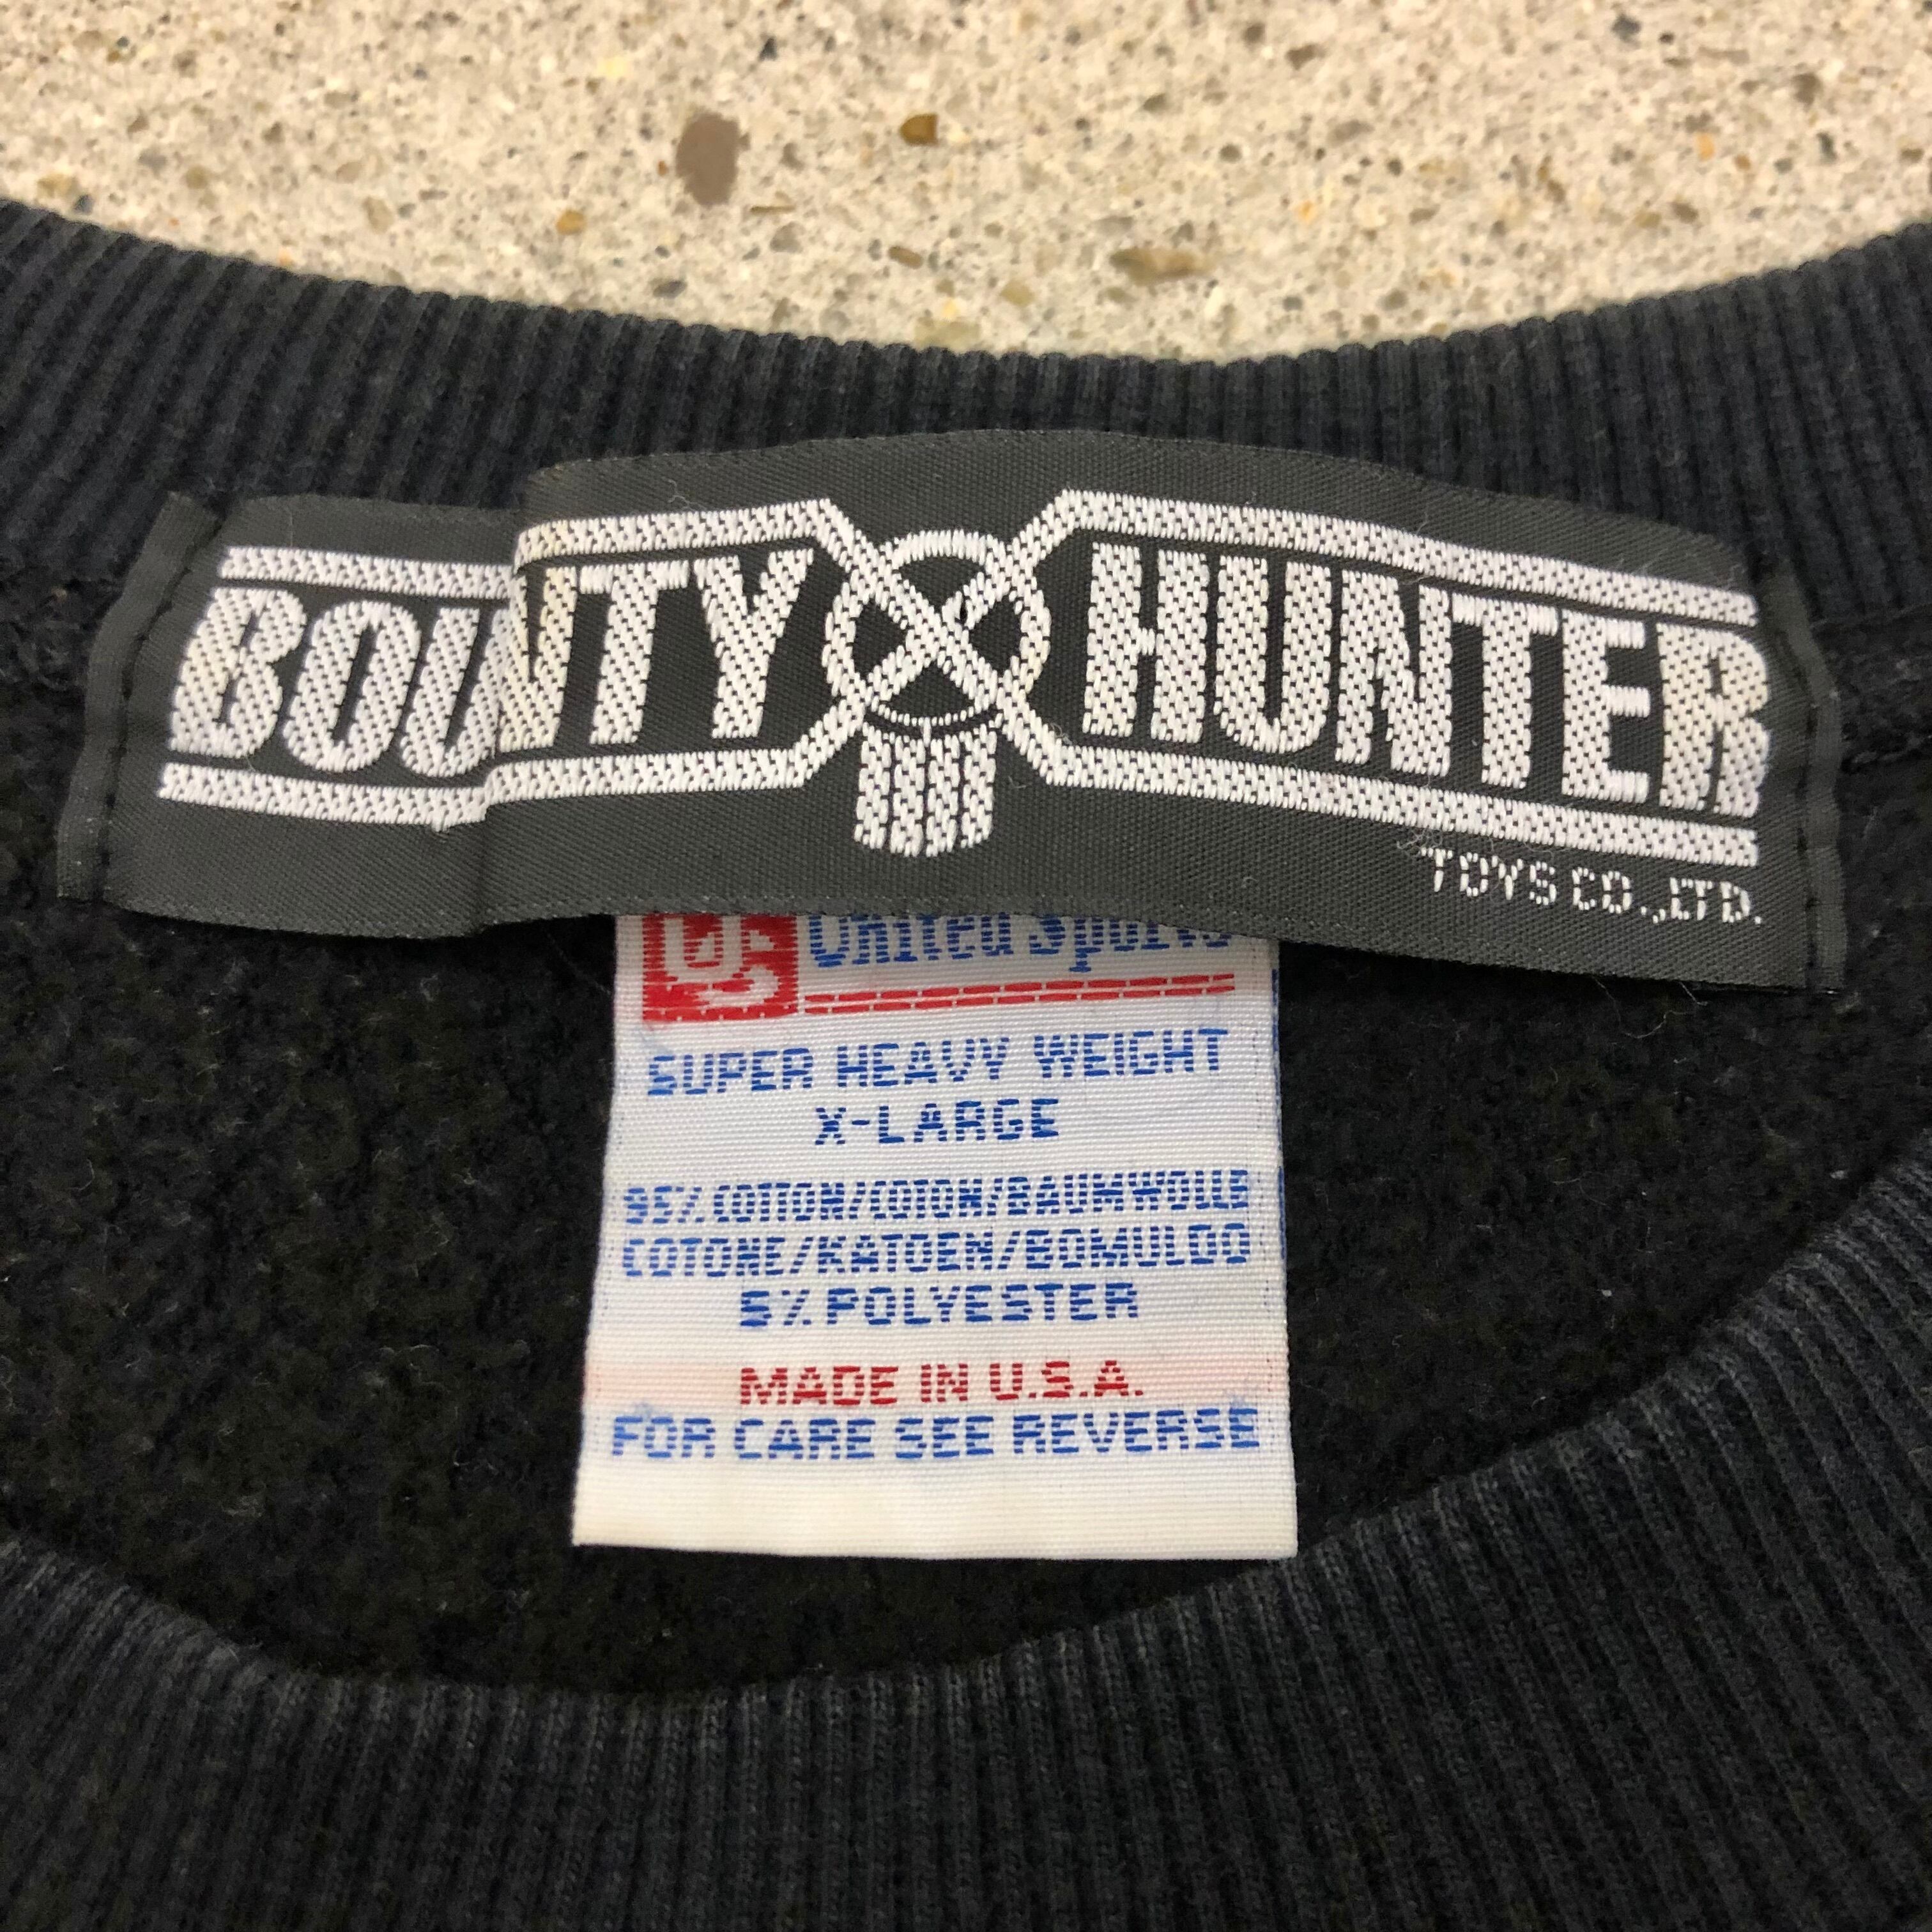 BOUNTY HUNTER
TOYS CO.,LTD.
US United Sports
SUPER HEAVY WEIGHT
X-LARGE
95% COTTON/COTON/BAUMWOLLE
COTONE/KATOEN/BOMULDO
5% POLYESTER
MADE IN U.S.A.
FOR CARE SEE REVERSE